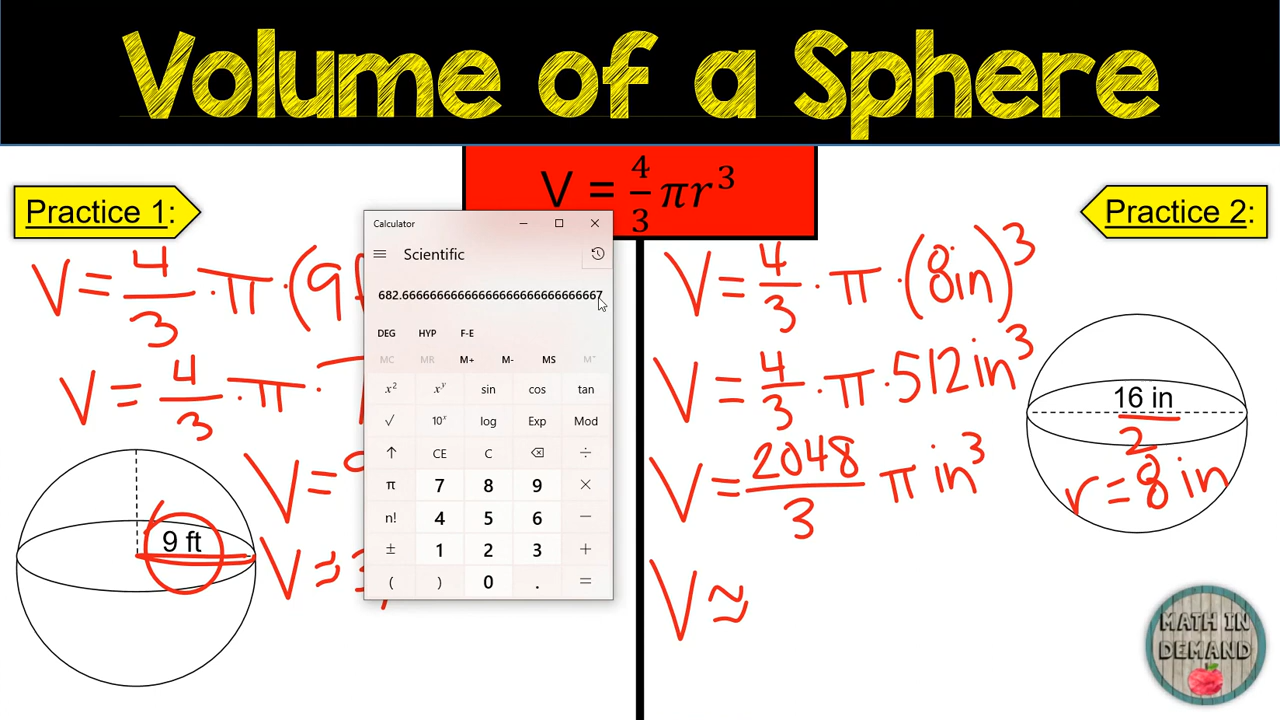 Volume of a Sphere
V = 4/3 πr³
Practice 1:
V = 4/3 · π · (9
V = 4/3 · π ·
V =
V ≈ 3,
9 ft
Calculator
Scientific
682.66666666666666666666666666667
DEG HYP F-E
MC MR M+ M- MS M˅
x² xʸ sin cos tan
√ 10ˣ log Exp Mod
↑ CE C ⌫ ÷
π 7 8 9 ×
n! 4 5 6 −
± 1 2 3 +
( ) 0 . =
Practice 2:
V = 4/3 · π · (8in)³
V = 4/3 · π · 512in³
V = 2048/3 π in³
V ≈
16 in
2
r = 8 in
MATH IN
DEMAND